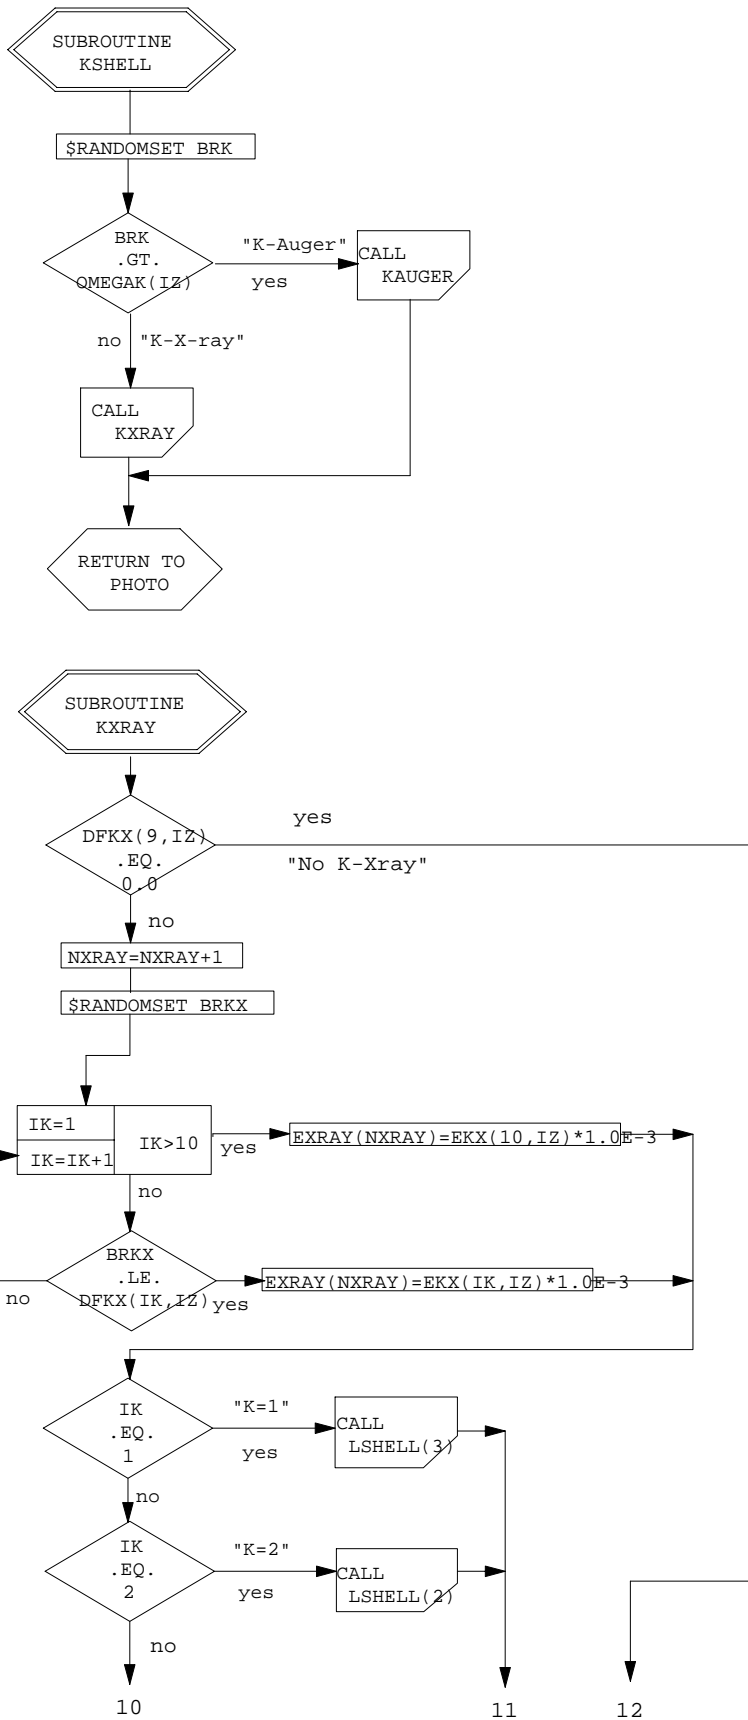 SUBROUTINE
KSHELL
$RANDOMSET BRK
BRK
.GT.
OMEGAK(IZ)
"K-Auger"
yes
CALL
KAUGER
no "K-X-ray"
CALL
KXRAY
RETURN TO
PHOTO
SUBROUTINE
KXRAY
DFKX(9,IZ)
.EQ.
0.0
yes
"No K-Xray"
no
NXRAY=NXRAY+1
$RANDOMSET BRKX
IK=1
IK=IK+1
IK>10
yes
EXRAY(NXRAY)=EKX(10,IZ)*1.0E-3
no
BRKX
.LE.
DFKX(IK,IZ)
no
yes
EXRAY(NXRAY)=EKX(IK,IZ)*1.0E-3
IK
.EQ.
1
"K=1"
yes
CALL
LSHELL(3)
no
IK
.EQ.
2
"K=2"
yes
CALL
LSHELL(2)
no
10
11
12